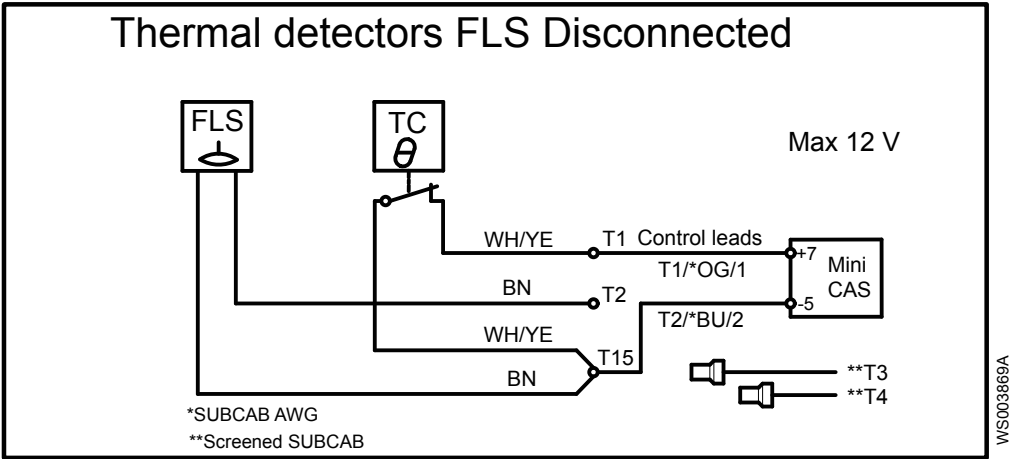 Thermal detectors FLS Disconnected
FLS
TC
θ
Max 12 V
WH/YE
T1
Control leads
T1/*OG/1
+7
Mini
CAS
-5
BN
T2
T2/*BU/2
WH/YE
T15
BN
**T3
**T4
*SUBCAB AWG
**Screened SUBCAB
WS003869A